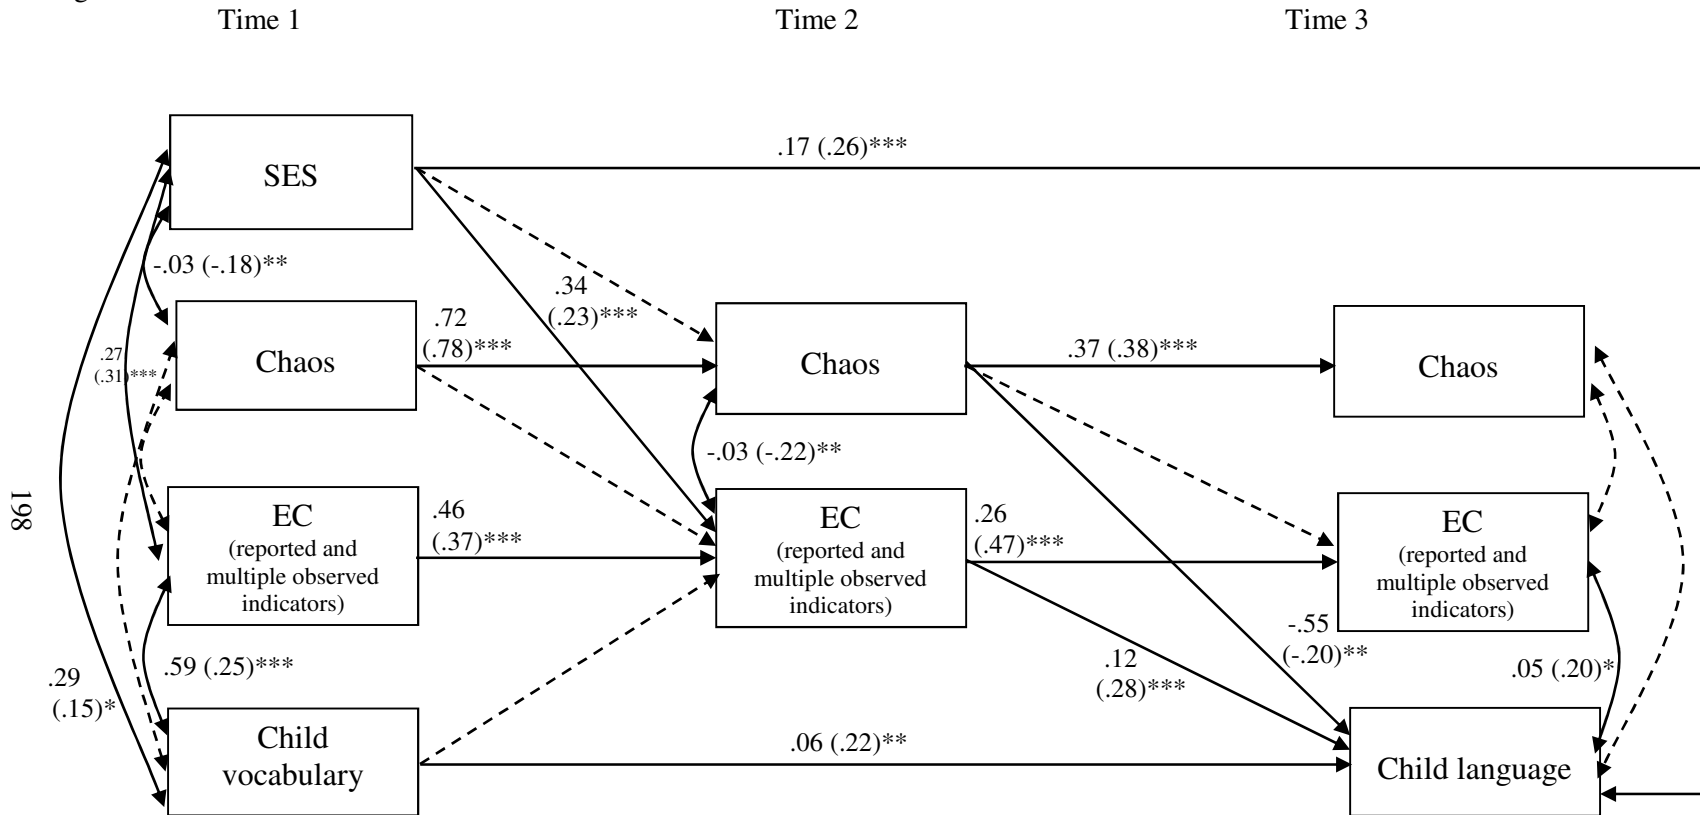 Time 1
Time 2
Time 3
.17 (.26)***
SES
-.03 (-.18)**
.34
(.23)***
.72
(.78)***
Chaos
Chaos
.37 (.38)***
Chaos
.27
(.31)***
-.03 (-.22)**
198
EC
(reported and
multiple observed
indicators)
.46
(.37)***
EC
(reported and
multiple observed
indicators)
.26
(.47)***
EC
(reported and
multiple observed
indicators)
-.55
(-.20)**
.59 (.25)***
.12
(.28)***
.05 (.20)*
.29
(.15)*
Child
vocabulary
.06 (.22)**
Child language